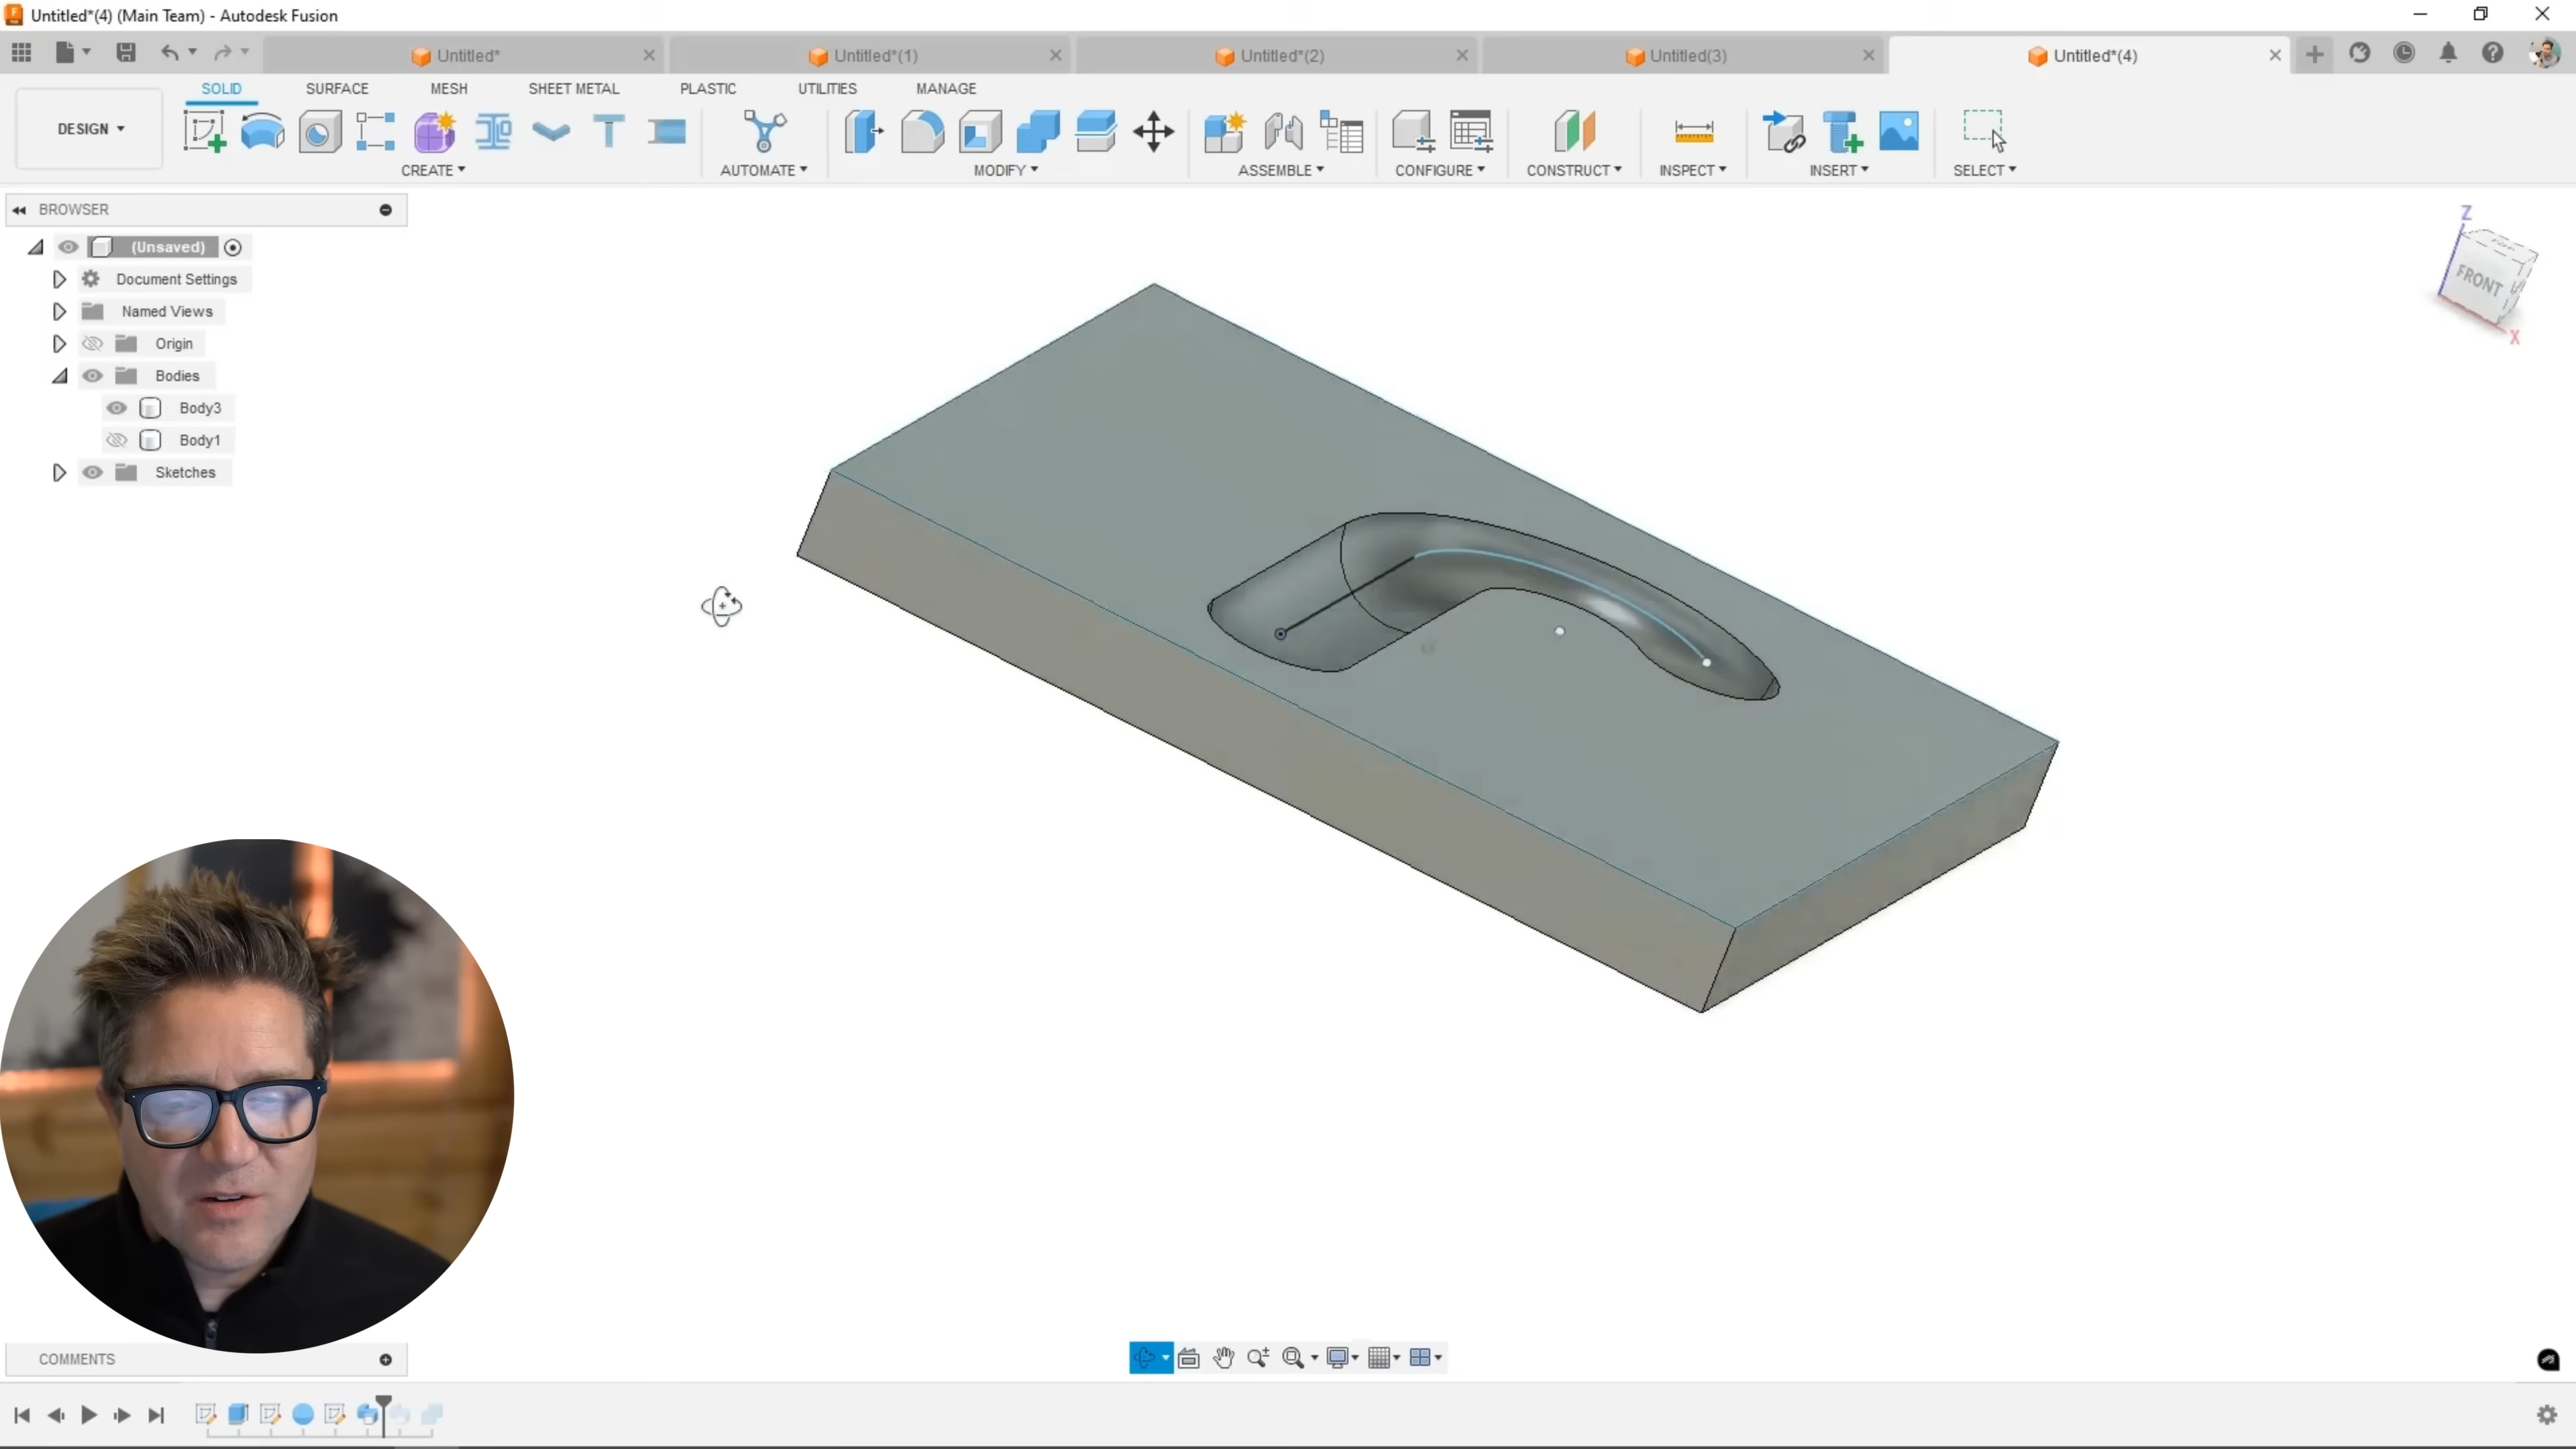 Untitled*(4) (Main Team) - Autodesk Fusion
Untitled*
Untitled*(1)
Untitled*(2)
Untitled(3)
Untitled*(4)
SOLID SURFACE MESH SHEET METAL PLASTIC UTILITIES MANAGE
DESIGN
CREATE AUTOMATE MODIFY ASSEMBLE CONFIGURE CONSTRUCT INSPECT INSERT SELECT
BROWSER
(Unsaved)
Document Settings
Named Views
Origin
Bodies
Body3
Body1
Sketches
Z
FRONT
X
COMMENTS